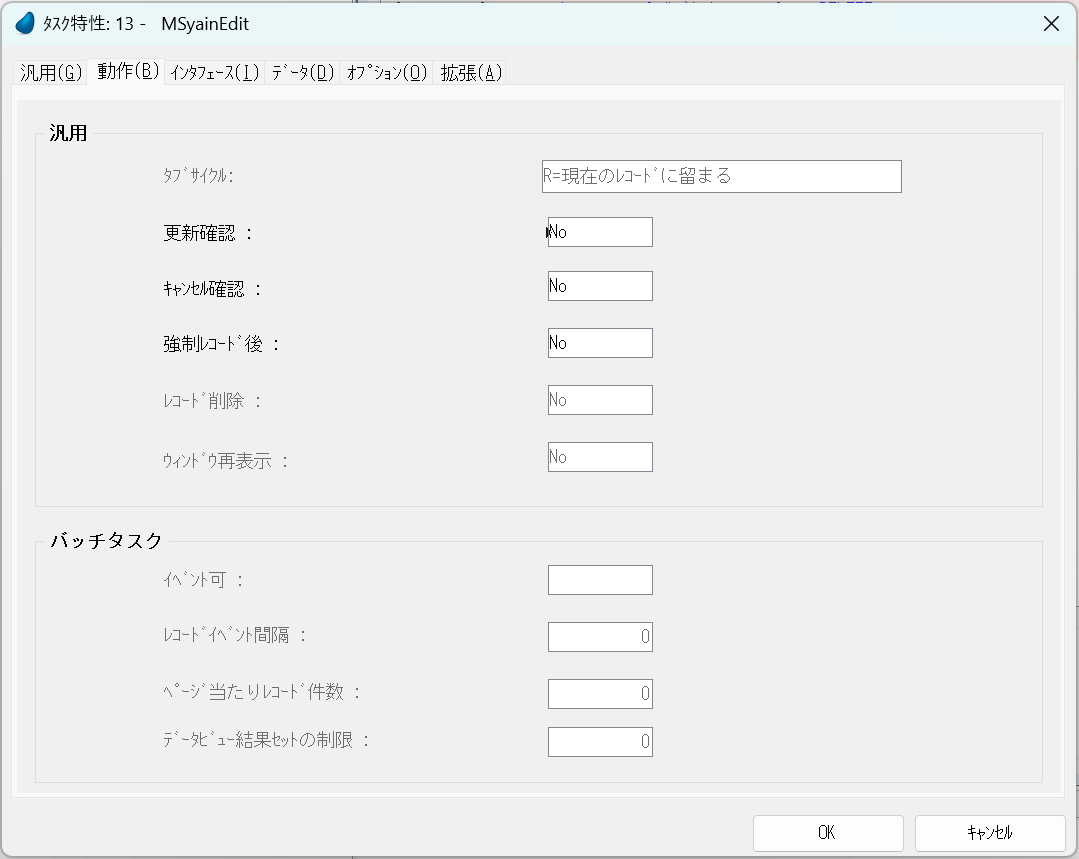 ﾀｽｸ特性: 13 -   MSyainEdit
汎用(G) 動作(B) ｲﾝﾀﾌｪｰｽ(I) ﾃﾞｰﾀ(D) ｵﾌﾟｼｮﾝ(O) 拡張(A)
汎用
ﾀﾌﾞｻｲｸﾙ: R=現在のﾚｺｰﾄﾞに留まる
更新確認 : No
ｷｬﾝｾﾙ確認 : No
強制ﾚｺｰﾄﾞ後 : No
ﾚｺｰﾄﾞ削除 : No
ｳｨﾝﾄﾞｳ再表示 : No
バッチタスク
ｲﾍﾞﾝﾄ可 :
ﾚｺｰﾄﾞｲﾍﾞﾝﾄ間隔 : 0
ﾍﾟｰｼﾞ当たりﾚｺｰﾄﾞ件数 : 0
ﾃﾞｰﾀﾋﾞｭｰ結果ｾｯﾄの制限 : 0
OK ｷｬﾝｾﾙ